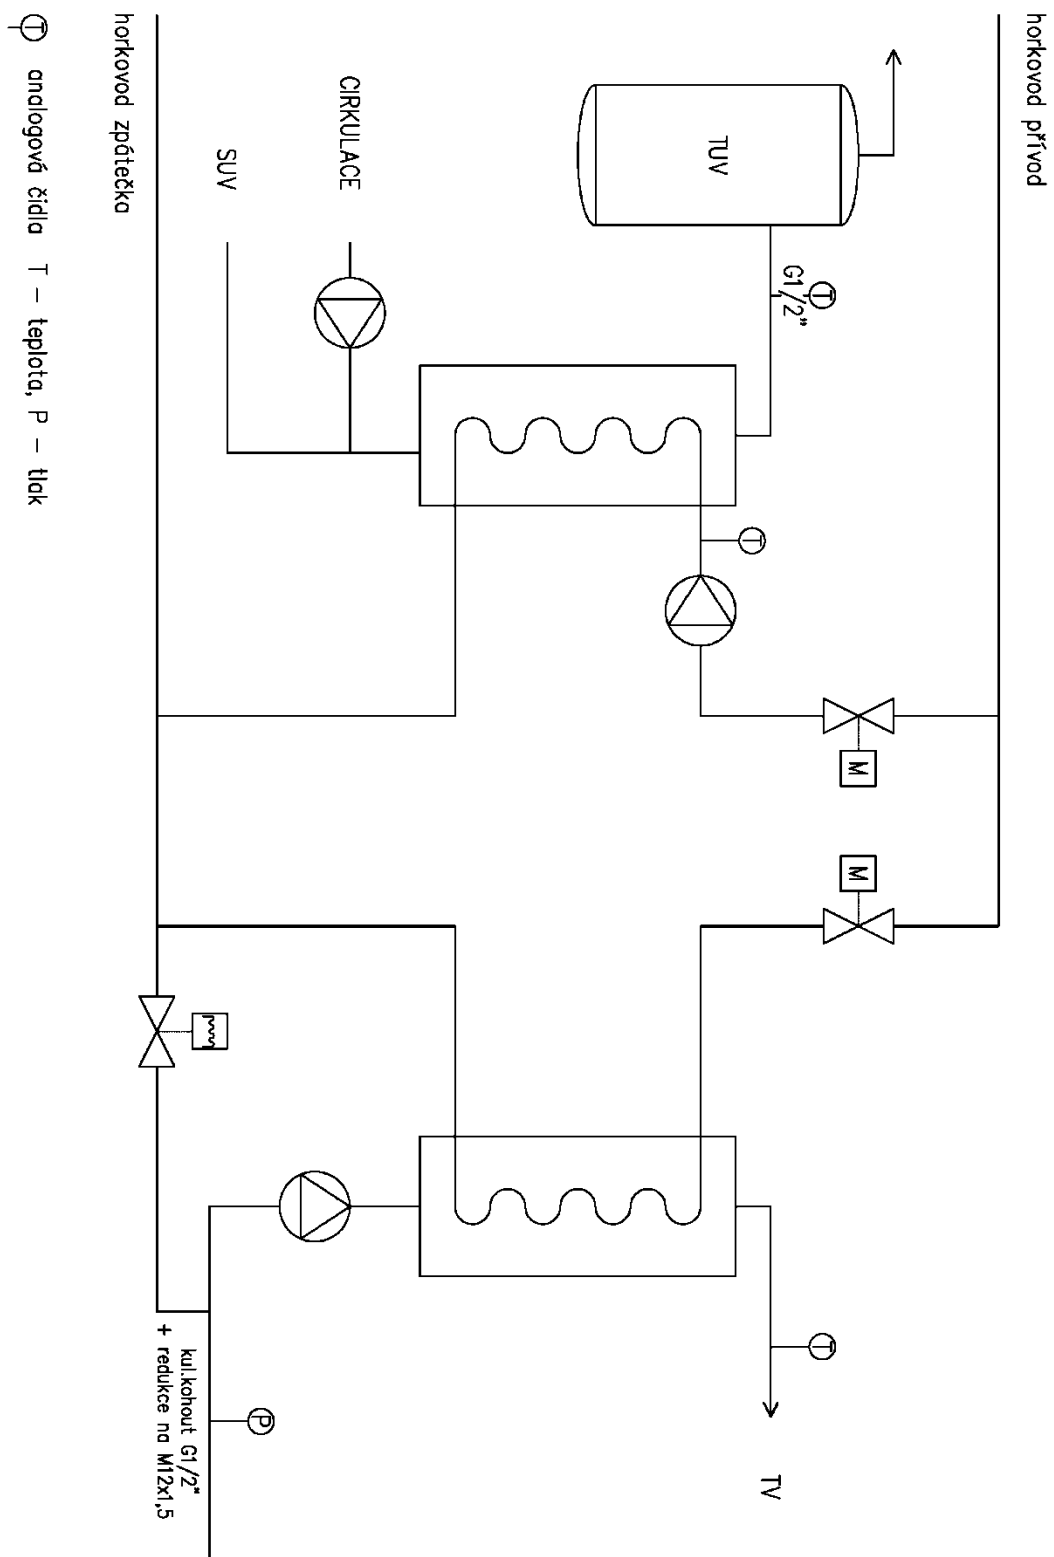 horkovod přívod
TUV
T
G1/2"
CIRKULACE
SUV
T
M
M
T
TV
P
kul.kohout G1/2"
+ redukce na M12x1,5
horkovod zpátečka
T analogová čidla T – teplota, P – tlak